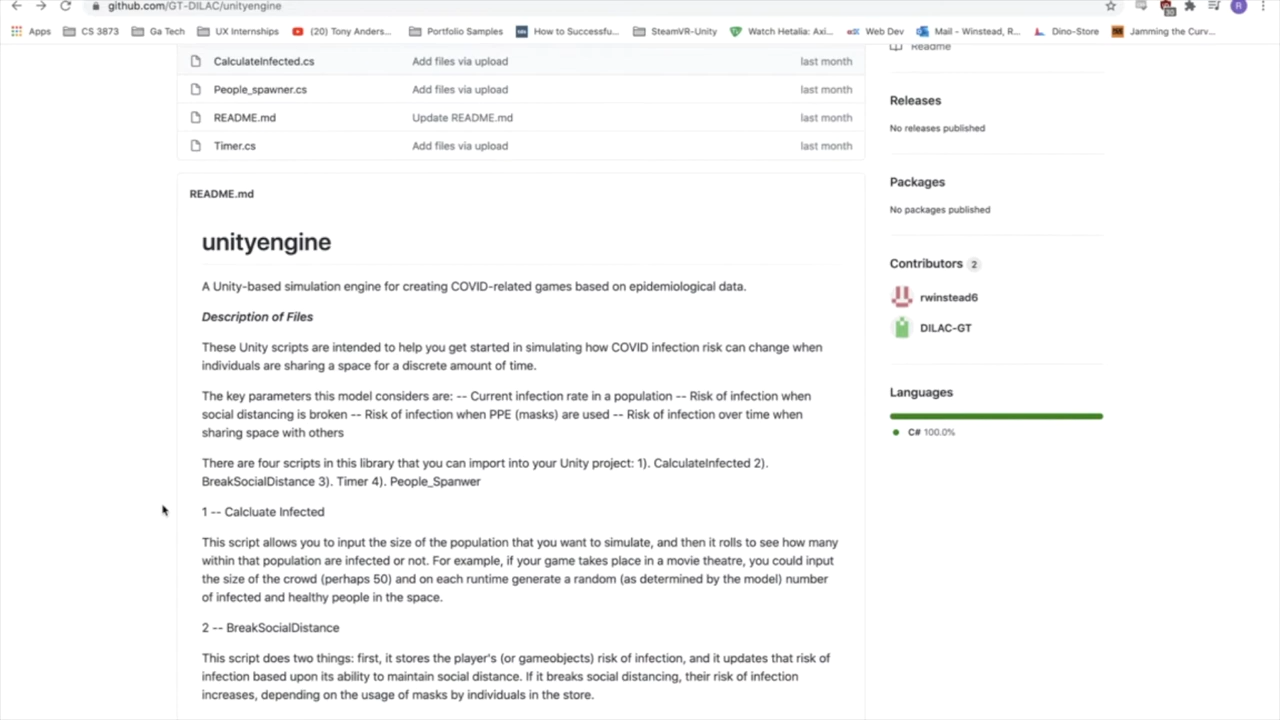 github.com/GT-DILAC/unityengine
Apps CS 3873 Ga Tech UX Internships (20) Tony Anders... Portfolio Samples How to Successfu... SteamVR-Unity Watch Hetalia: Axi... Web Dev Mail - Winstead, R... Dino-Store Jamming the Curv...
CalculateInfected.cs Add files via upload last month
People_spawner.cs Add files via upload last month
README.md Update README.md last month
Timer.cs Add files via upload last month
README.md
unityengine
A Unity-based simulation engine for creating COVID-related games based on epidemiological data.
Description of Files
These Unity scripts are intended to help you get started in simulating how COVID infection risk can change when
individuals are sharing a space for a discrete amount of time.
The key parameters this model considers are: -- Current infection rate in a population -- Risk of infection when
social distancing is broken -- Risk of infection when PPE (masks) are used -- Risk of infection over time when
sharing space with others
There are four scripts in this library that you can import into your Unity project: 1). CalculateInfected 2).
BreakSocialDistance 3). Timer 4). People_Spanwer
1 -- Calcluate Infected
This script allows you to input the size of the population that you want to simulate, and then it rolls to see how many
within that population are infected or not. For example, if your game takes place in a movie theatre, you could input
the size of the crowd (perhaps 50) and on each runtime generate a random (as determined by the model) number
of infected and healthy people in the space.
2 -- BreakSocialDistance
This script does two things: first, it stores the player's (or gameobjects) risk of infection, and it updates that risk of
infection based upon its ability to maintain social distance. If it breaks social distancing, their risk of infection
increases, depending on the usage of masks by individuals in the store.
Readme
Releases
No releases published
Packages
No packages published
Contributors 2
rwinstead6
DILAC-GT
Languages
C# 100.0%